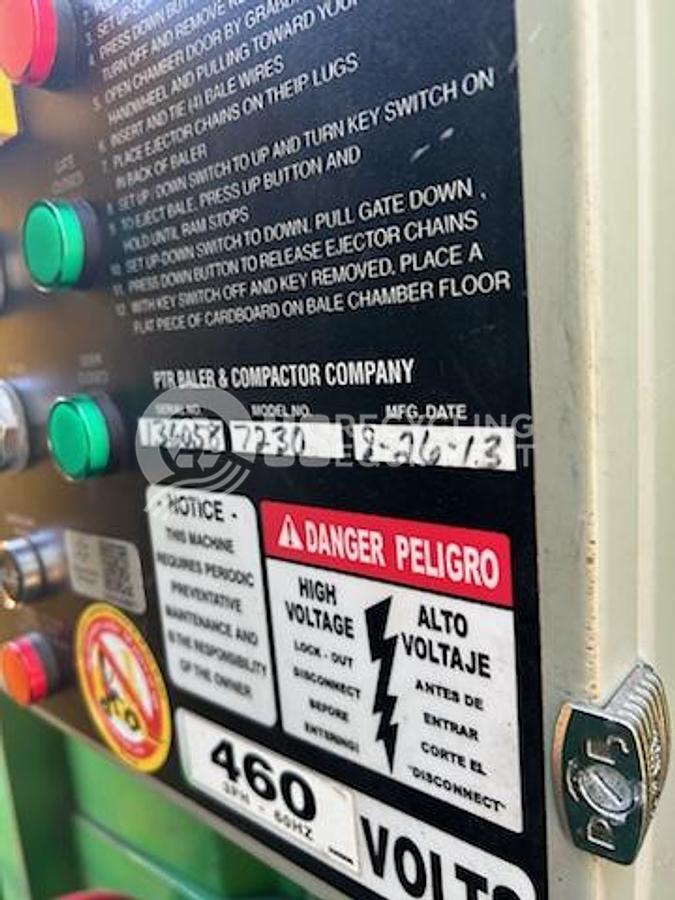 3. SET UP-DO
4. PRESS DOWN BUTTON
TURN OFF AND REMOVE
5. OPEN CHAMBER DOOR BY GRABB
HANDWHEEL AND PULLING TOWARD YOUR
6. INSERT AND TIE (4) BALE WIRES
7. PLACE EJECTOR CHAINS ON THEIR LUGS
IN BACK OF BALER
8. SET UP / DOWN SWITCH TO UP AND TURN KEY SWITCH ON
9. TO EJECT BALE, PRESS UP BUTTON AND
HOLD UNTIL RAM STOPS
10. SET UP-DOWN SWITCH TO DOWN. PULL GATE DOWN
11. PRESS DOWN BUTTON TO RELEASE EJECTOR CHAINS
12. WITH KEY SWITCH OFF AND KEY REMOVED, PLACE A
FLAT PIECE OF CARDBOARD ON BALE CHAMBER FLOOR
PTR BALER & COMPACTOR COMPANY
SERIAL NO. MODEL NO. MFG. DATE
136058 7230 8-26-13
RECYCLING
EQUIPMENT
- NOTICE -
THIS MACHINE
REQUIRES PERIODIC
PREVENTATIVE
MAINTENANCE AND
IS THE RESPONSIBILITY
OF THE OWNER
DANGER PELIGRO
HIGH
VOLTAGE
LOCK - OUT
DISCONNECT
BEFORE
ENTERING!
ALTO
VOLTAJE
ANTES DE
ENTRAR
CORTE EL
"DISCONNECT"
460
3PH - 60HZ
VOLTS